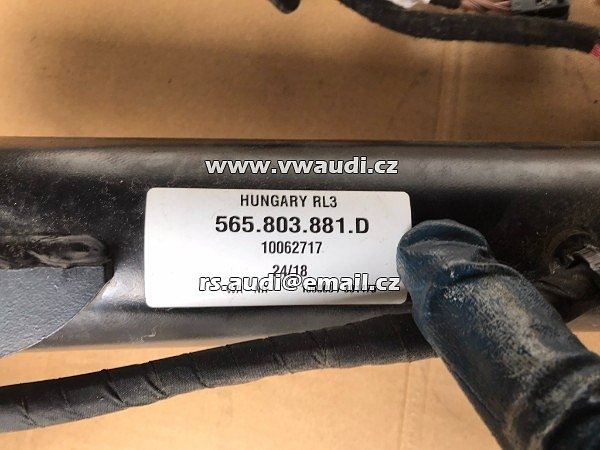 www.vwaudi.cz
HUNGARY RL3
565.803.881.D
10062717
24/18
rs.audi@email.cz